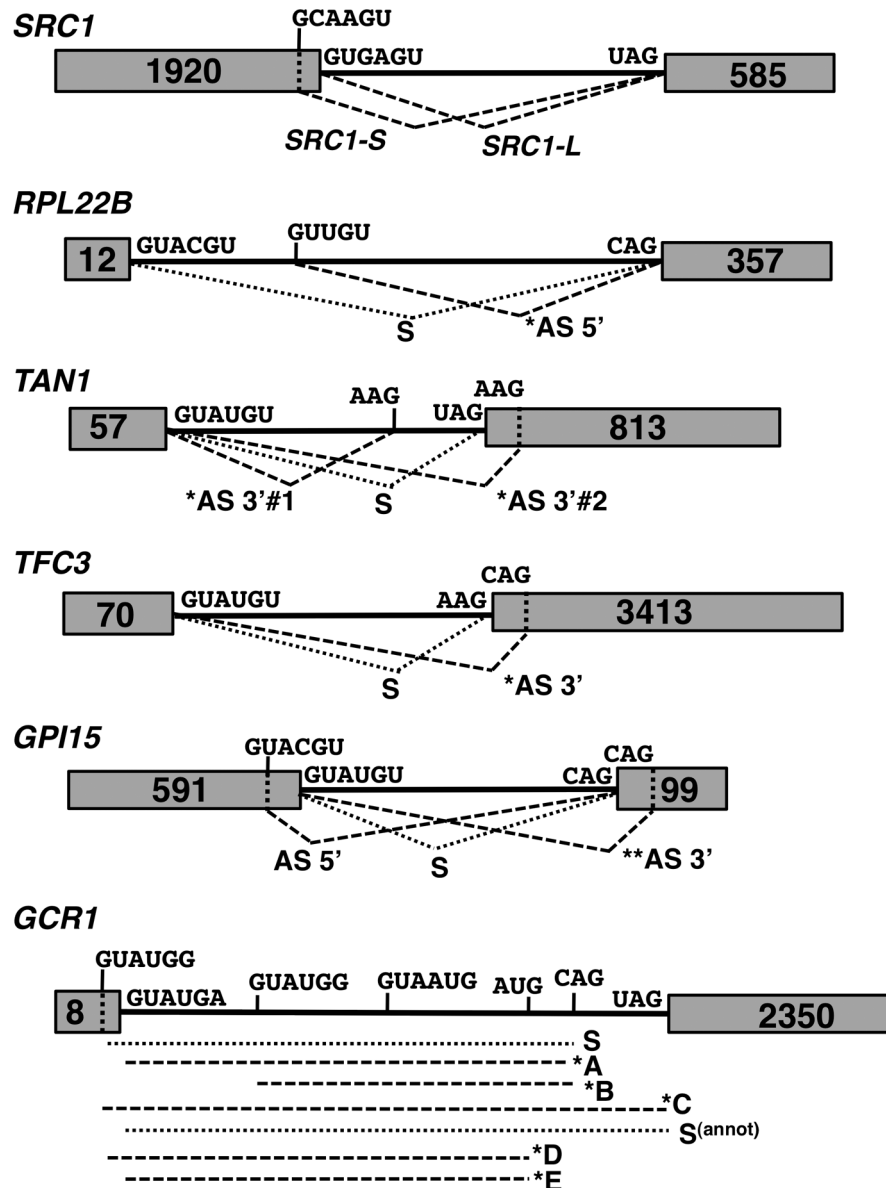 SRC1
GCAAGU
1920
GUGAGU
UAG
585
SRC1-S
SRC1-L
RPL22B
12
GUACGU
GUUGU
CAG
357
S
*AS 5’
TAN1
57
GUAUGU
AAG
UAG
AAG
813
*AS 3’#1
S
*AS 3’#2
TFC3
70
GUAUGU
AAG
CAG
3413
S
*AS 3’
GPI15
591
GUACGU
GUAUGU
CAG
CAG
99
AS 5’
S
**AS 3’
GCR1
8
GUAUGG
GUAUGA
GUAUGG
GUAAUG
AUG
CAG
UAG
2350
S
*A
*B
*C
S(annot)
*D
*E